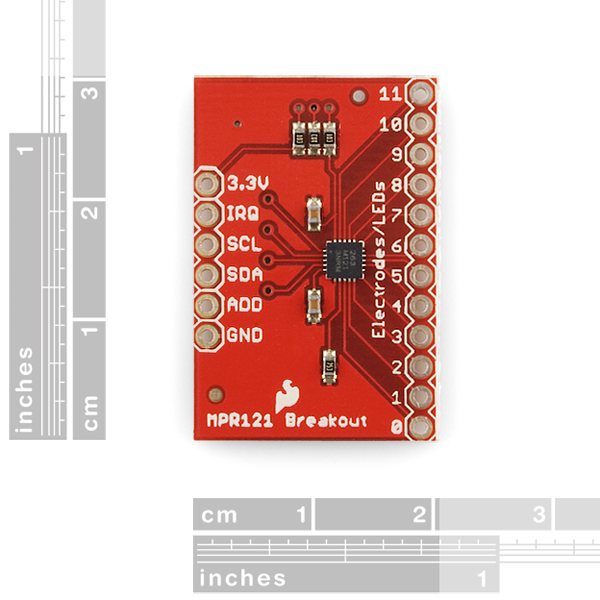 11
10
9
8
7
6
5
4
3
2
1
0
3.3V
IRQ
SCL
SDA
ADD
GND
Electrodes/LEDs
MPR121 Breakout
M121
1
inches
3
2
1
cm
cm 1 2 3
inches 1